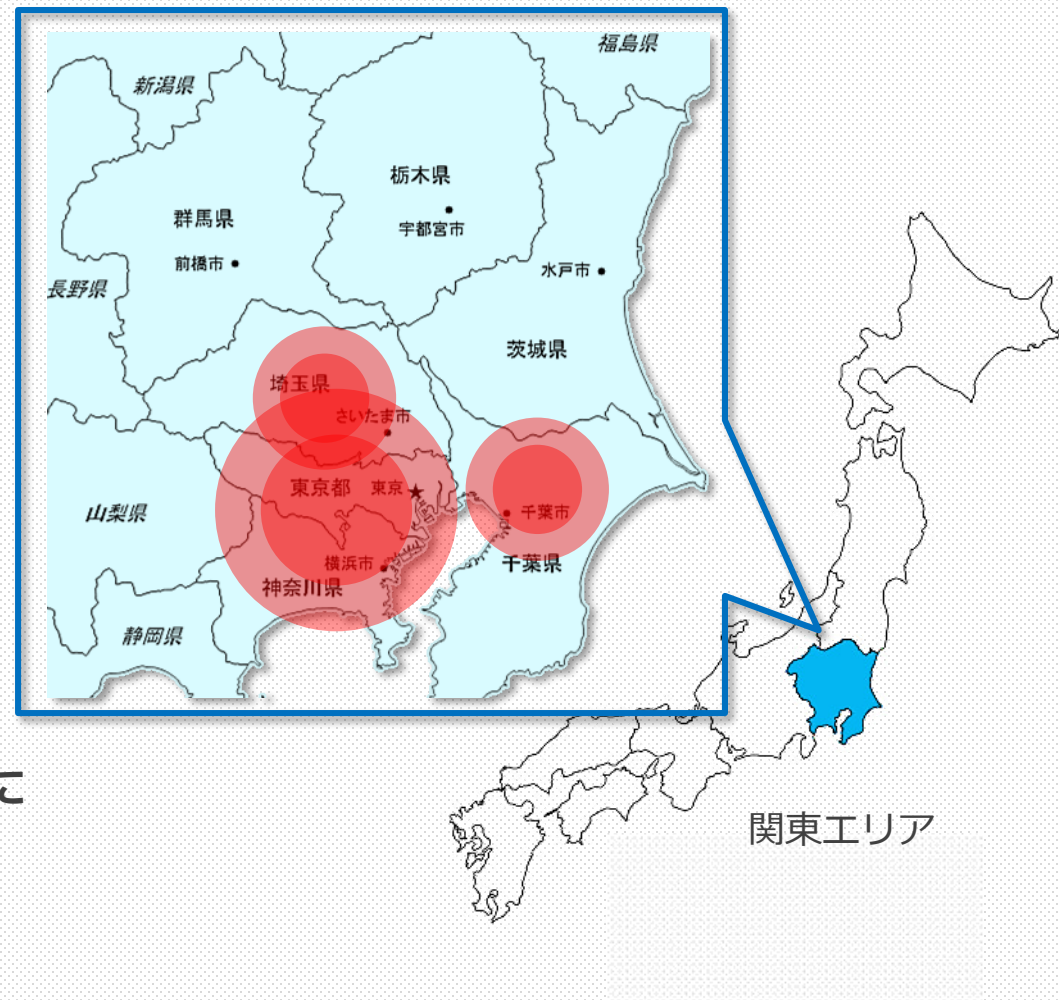 福島県
新潟県
栃木県
宇都宮市
群馬県
前橋市
水戸市
長野県
茨城県
埼玉県
さいたま市
東京都
東京
山梨県
千葉市
横浜市
千葉県
神奈川県
静岡県
に
関東エリア